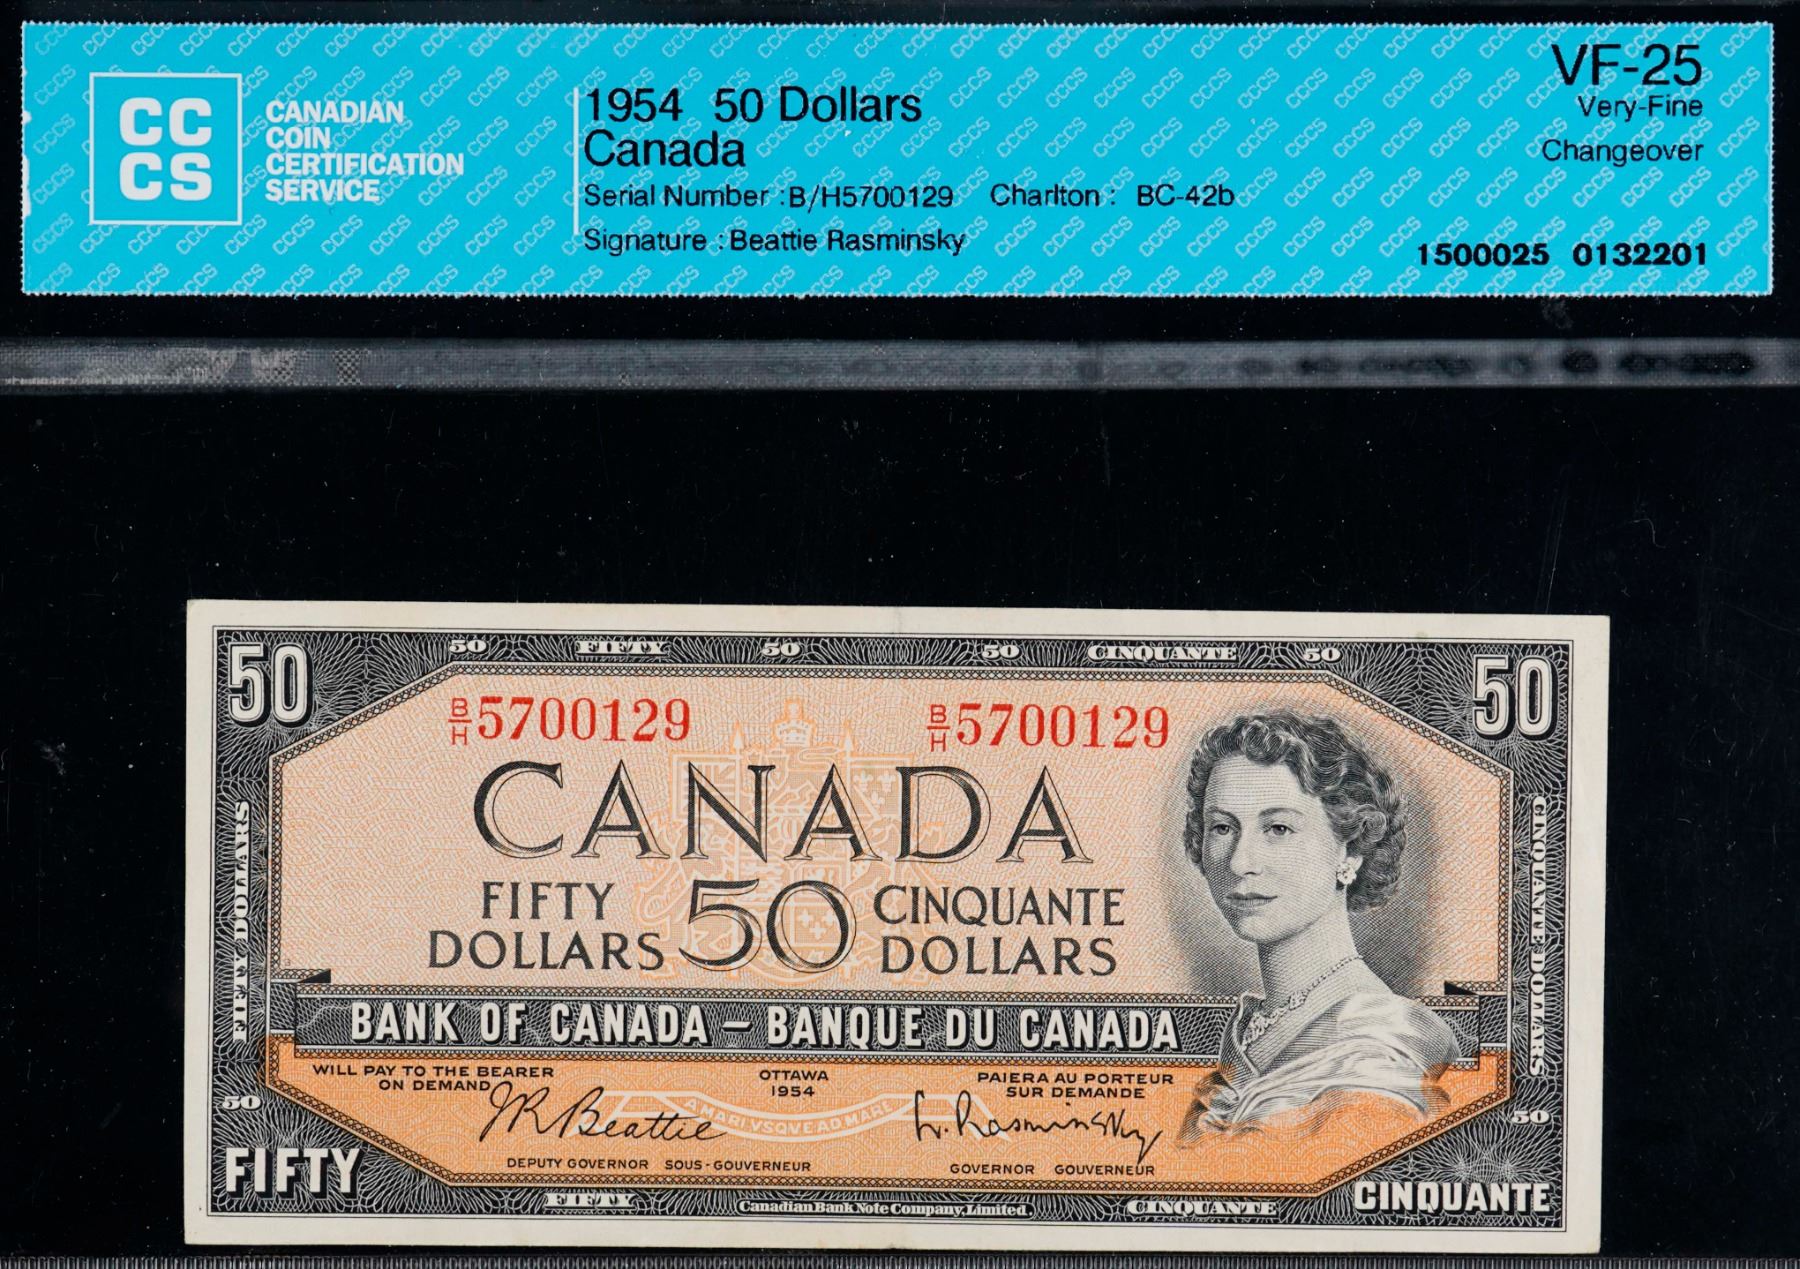 CC
CS
CANADIAN
COIN
CERTIFICATION
SERVICE
1954 50 Dollars
Canada
Serial Number :B/H5700129 Charlton : BC-42b
Signature : Beattie Rasminsky
VF-25
Very-Fine
Changeover
1500025 0132201
50 50 FIFTY 50 50 CINQUANTE 50 50
B/H 5700129 B/H 5700129
CANADA
FIFTY 50 CINQUANTE
DOLLARS DOLLARS
FIFTY DOLLARS
CINQUANTE DOLLARS
BANK OF CANADA – BANQUE DU CANADA
WILL PAY TO THE BEARER OTTAWA PAIERA AU PORTEUR
ON DEMAND 1954 SUR DEMANDE
50 50
JR Beattie A MARI VSQVE AD MARE L. Rasminsky
DEPUTY GOVERNOR SOUS-GOUVERNEUR GOVERNOR GOUVERNEUR
FIFTY CINQUANTE
FIFTY Canadian Bank Note Company, Limited. CINQUANTE